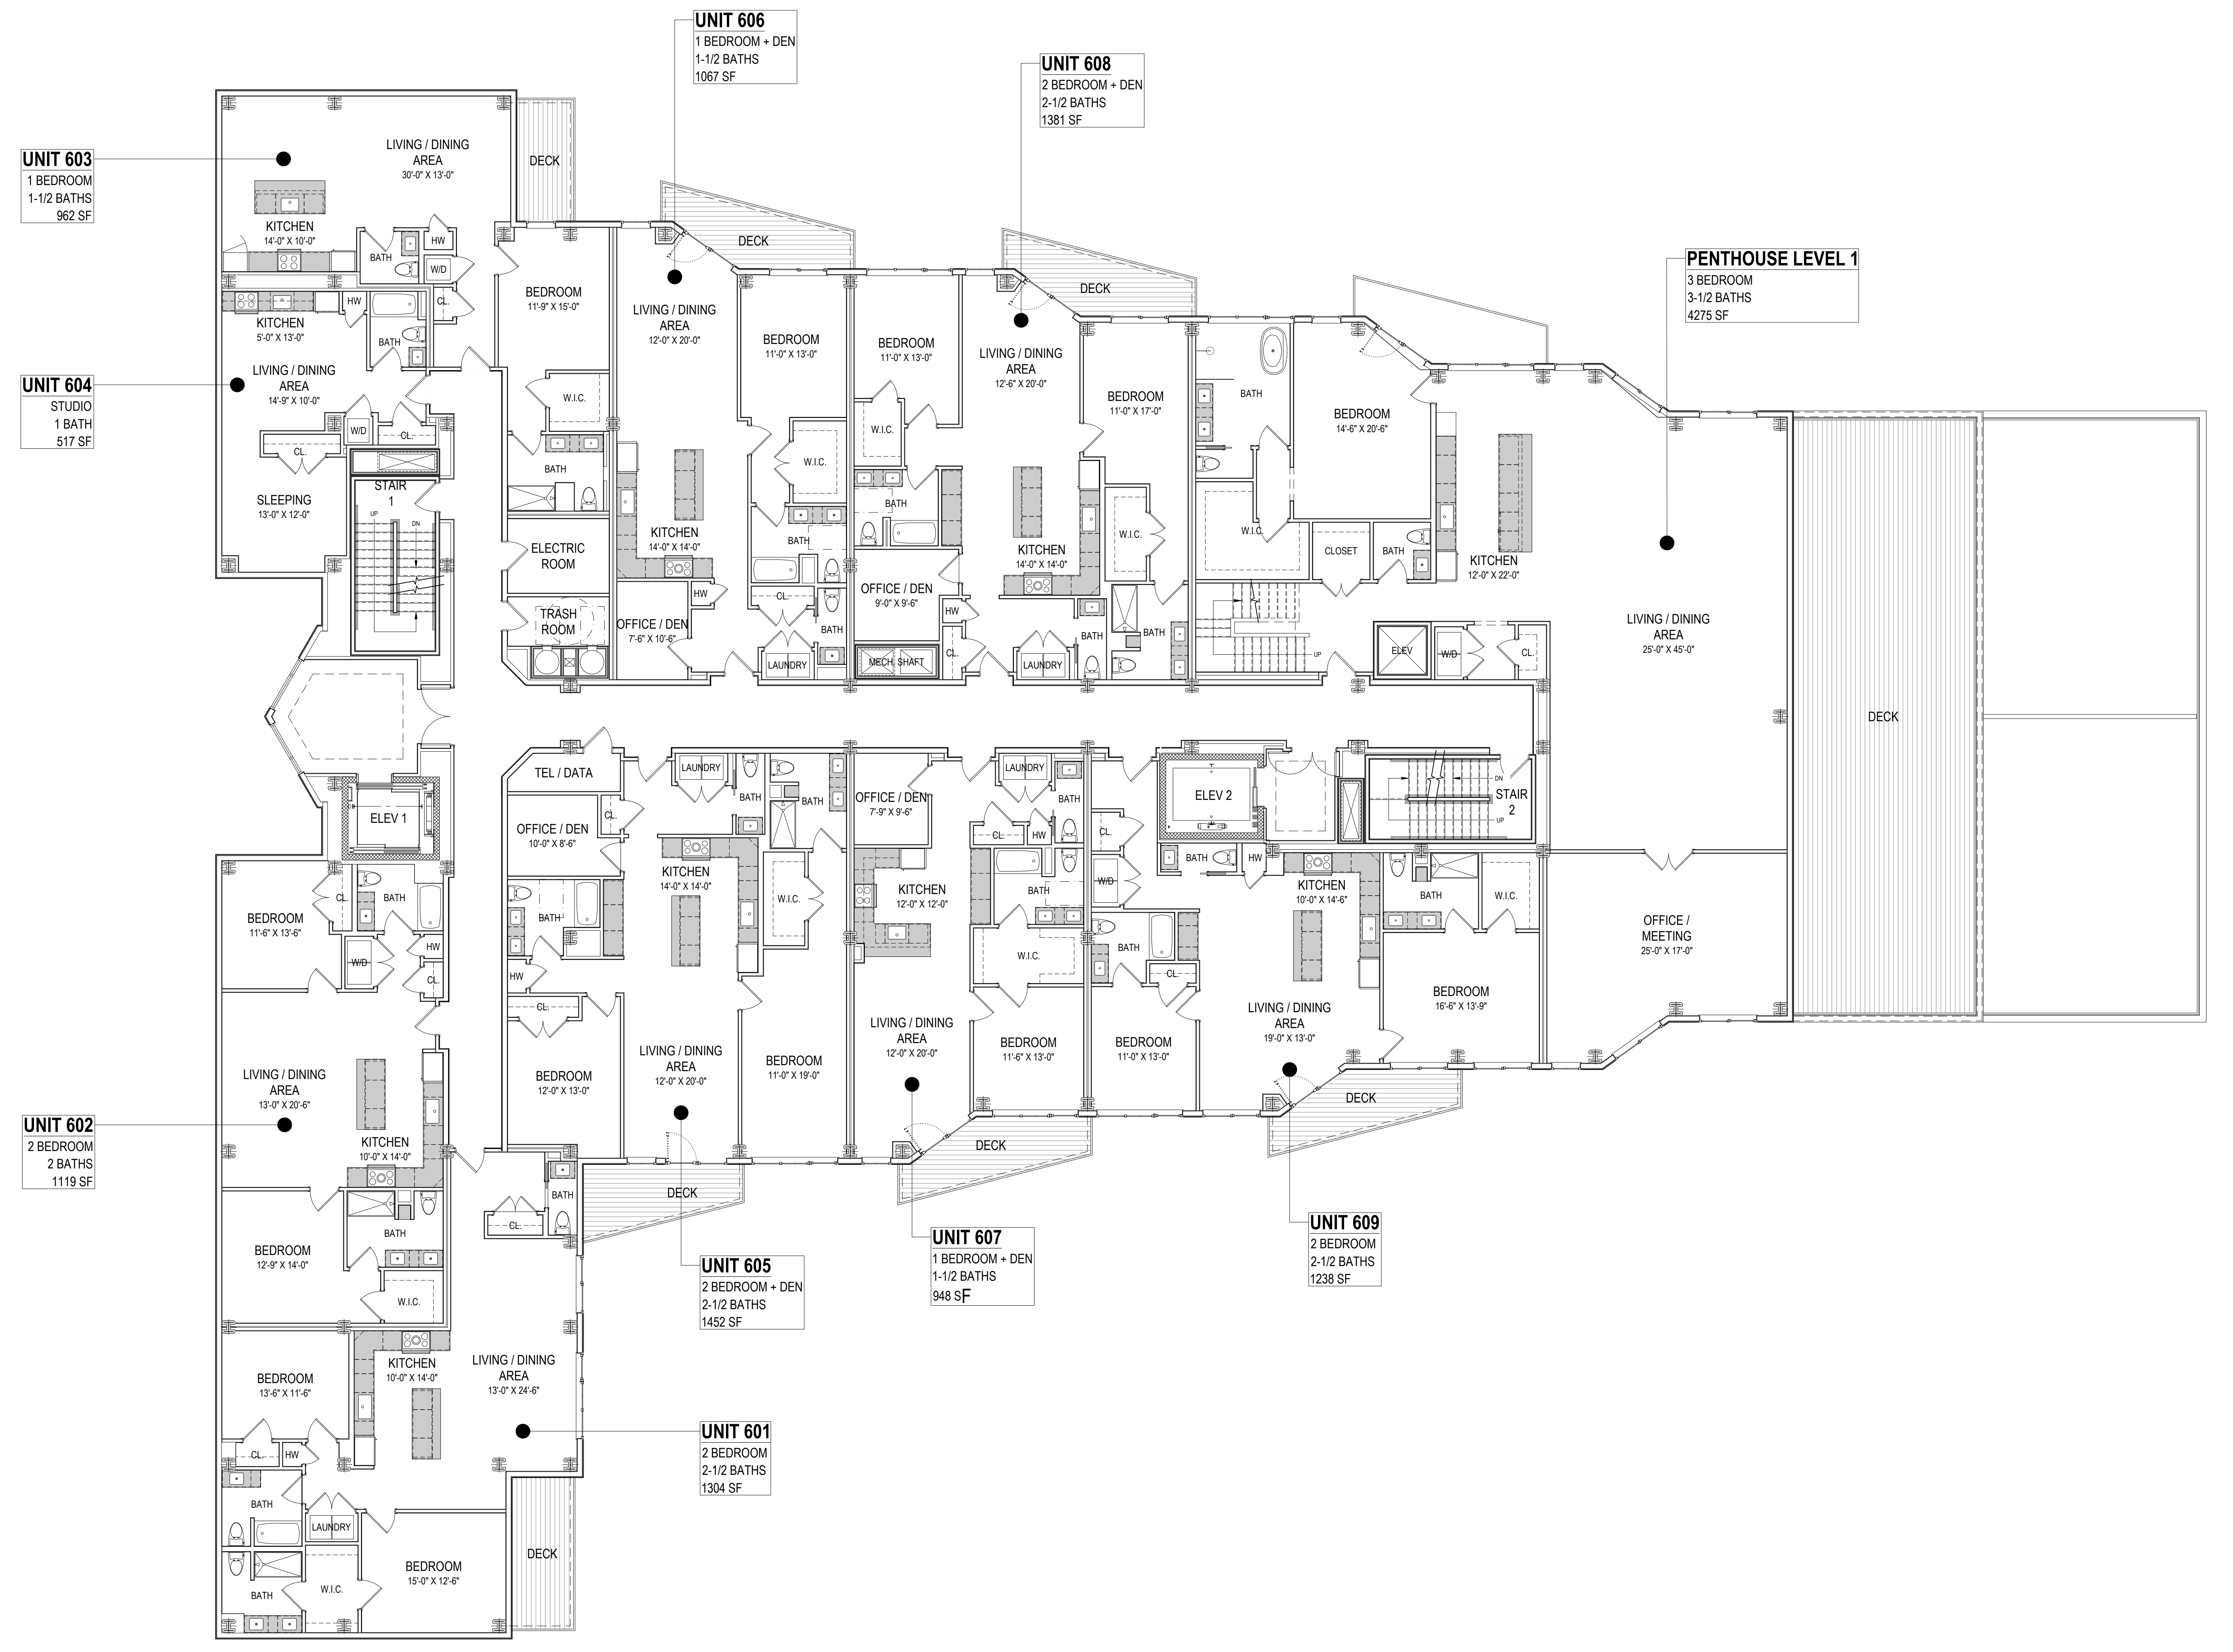 UNIT 606
1 BEDROOM + DEN
1-1/2 BATHS
1067 SF
UNIT 608
2 BEDROOM + DEN
2-1/2 BATHS
1381 SF
UNIT 603
1 BEDROOM
1-1/2 BATHS
962 SF
LIVING / DINING
AREA
30'-0" X 13'-0"
KITCHEN
14'-0" X 10'-0"
BATH
HW
W/D
CL.
DECK
BEDROOM
11'-9" X 15'-0"
W.I.C.
BATH
UNIT 604
STUDIO
1 BATH
517 SF
KITCHEN
5'-0" X 13'-0"
HW
BATH
LIVING / DINING
AREA
14'-9" X 10'-0"
W/D
CL.
CL.
SLEEPING
13'-0" X 12'-0"
STAIR
1
UP
DN
ELECTRIC
ROOM
TRASH
ROOM
DECK
LIVING / DINING
AREA
12'-0" X 20'-0"
BEDROOM
11'-0" X 13'-0"
W.I.C.
KITCHEN
14'-0" X 14'-0"
BATH
HW
CL.
OFFICE / DEN
7'-6" X 10'-6"
BATH
LAUNDRY
DECK
BEDROOM
11'-0" X 13'-0"
LIVING / DINING
AREA
12'-6" X 20'-0"
BEDROOM
11'-0" X 17'-0"
W.I.C.
BATH
W.I.C.
KITCHEN
14'-0" X 14'-0"
OFFICE / DEN
9'-0" X 9'-6"
HW
CL.
MECH. SHAFT
LAUNDRY
BATH
BATH
PENTHOUSE LEVEL 1
3 BEDROOM
3-1/2 BATHS
4275 SF
BATH
BEDROOM
14'-6" X 20'-6"
W.I.C.
CLOSET
BATH
KITCHEN
12'-0" X 22'-0"
LIVING / DINING
AREA
25'-0" X 45'-0"
UP
ELEV
W/D
CL.
DECK
ELEV 1
TEL / DATA
LAUNDRY
BATH
BATH
CL.
OFFICE / DEN
10'-0" X 8'-6"
KITCHEN
14'-0" X 14'-0"
W.I.C.
BATH
HW
CL.
BEDROOM
12'-0" X 13'-0"
LIVING / DINING
AREA
12'-0" X 20'-0"
BEDROOM
11'-0" X 19'-0"
DECK
OFFICE / DEN
7'-9" X 9'-6"
LAUNDRY
BATH
CL.
HW
KITCHEN
12'-0" X 12'-0"
BATH
W.I.C.
LIVING / DINING
AREA
12'-0" X 20'-0"
BEDROOM
11'-6" X 13'-0"
DECK
ELEV 2
STAIR
2
DN
UP
CL.
W/D
BATH
HW
KITCHEN
10'-0" X 14'-6"
BATH
W.I.C.
BATH
CL.
BEDROOM
11'-0" X 13'-0"
LIVING / DINING
AREA
19'-0" X 13'-0"
BEDROOM
16'-6" X 13'-9"
DECK
OFFICE /
MEETING
25'-0" X 17'-0"
BEDROOM
11'-6" X 13'-6"
CL.
BATH
W/D
HW
CL.
LIVING / DINING
AREA
13'-0" X 20'-6"
KITCHEN
10'-0" X 14'-0"
UNIT 602
2 BEDROOM
2 BATHS
1119 SF
BEDROOM
12'-9" X 14'-0"
BATH
W.I.C.
BATH
CL.
UNIT 605
2 BEDROOM + DEN
2-1/2 BATHS
1452 SF
UNIT 607
1 BEDROOM + DEN
1-1/2 BATHS
948 SF
UNIT 609
2 BEDROOM
2-1/2 BATHS
1238 SF
BEDROOM
13'-6" X 11'-6"
KITCHEN
10'-0" X 14'-0"
LIVING / DINING
AREA
13'-0" X 24'-6"
UNIT 601
2 BEDROOM
2-1/2 BATHS
1304 SF
CL.
HW
BATH
LAUNDRY
BATH
W.I.C.
BEDROOM
15'-0" X 12'-6"
DECK